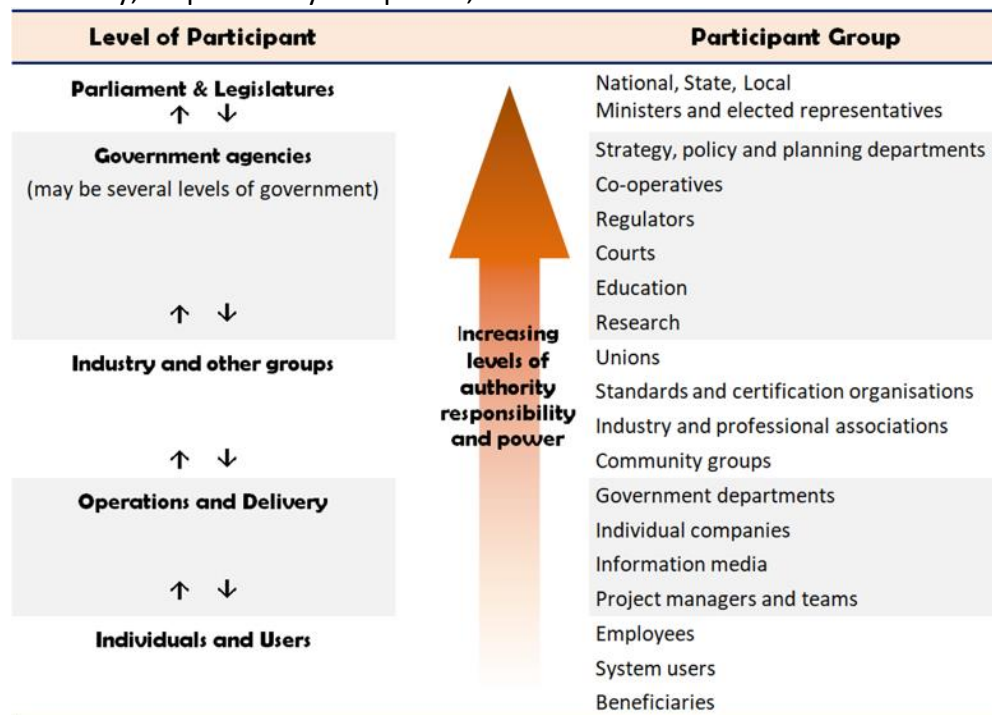 Level of Participant
Participant Group
Parliament & Legislatures
↑ ↓
National, State, Local
Ministers and elected representatives
Government agencies
(may be several levels of government)
↑ ↓
Strategy, policy and planning departments
Co-operatives
Regulators
Courts
Education
Research
Industry and other groups
↑ ↓
Increasing
levels of
authority
responsibility
and power
Unions
Standards and certification organisations
Industry and professional associations
Community groups
Operations and Delivery
↑ ↓
Government departments
Individual companies
Information media
Project managers and teams
Individuals and Users
Employees
System users
Beneficiaries